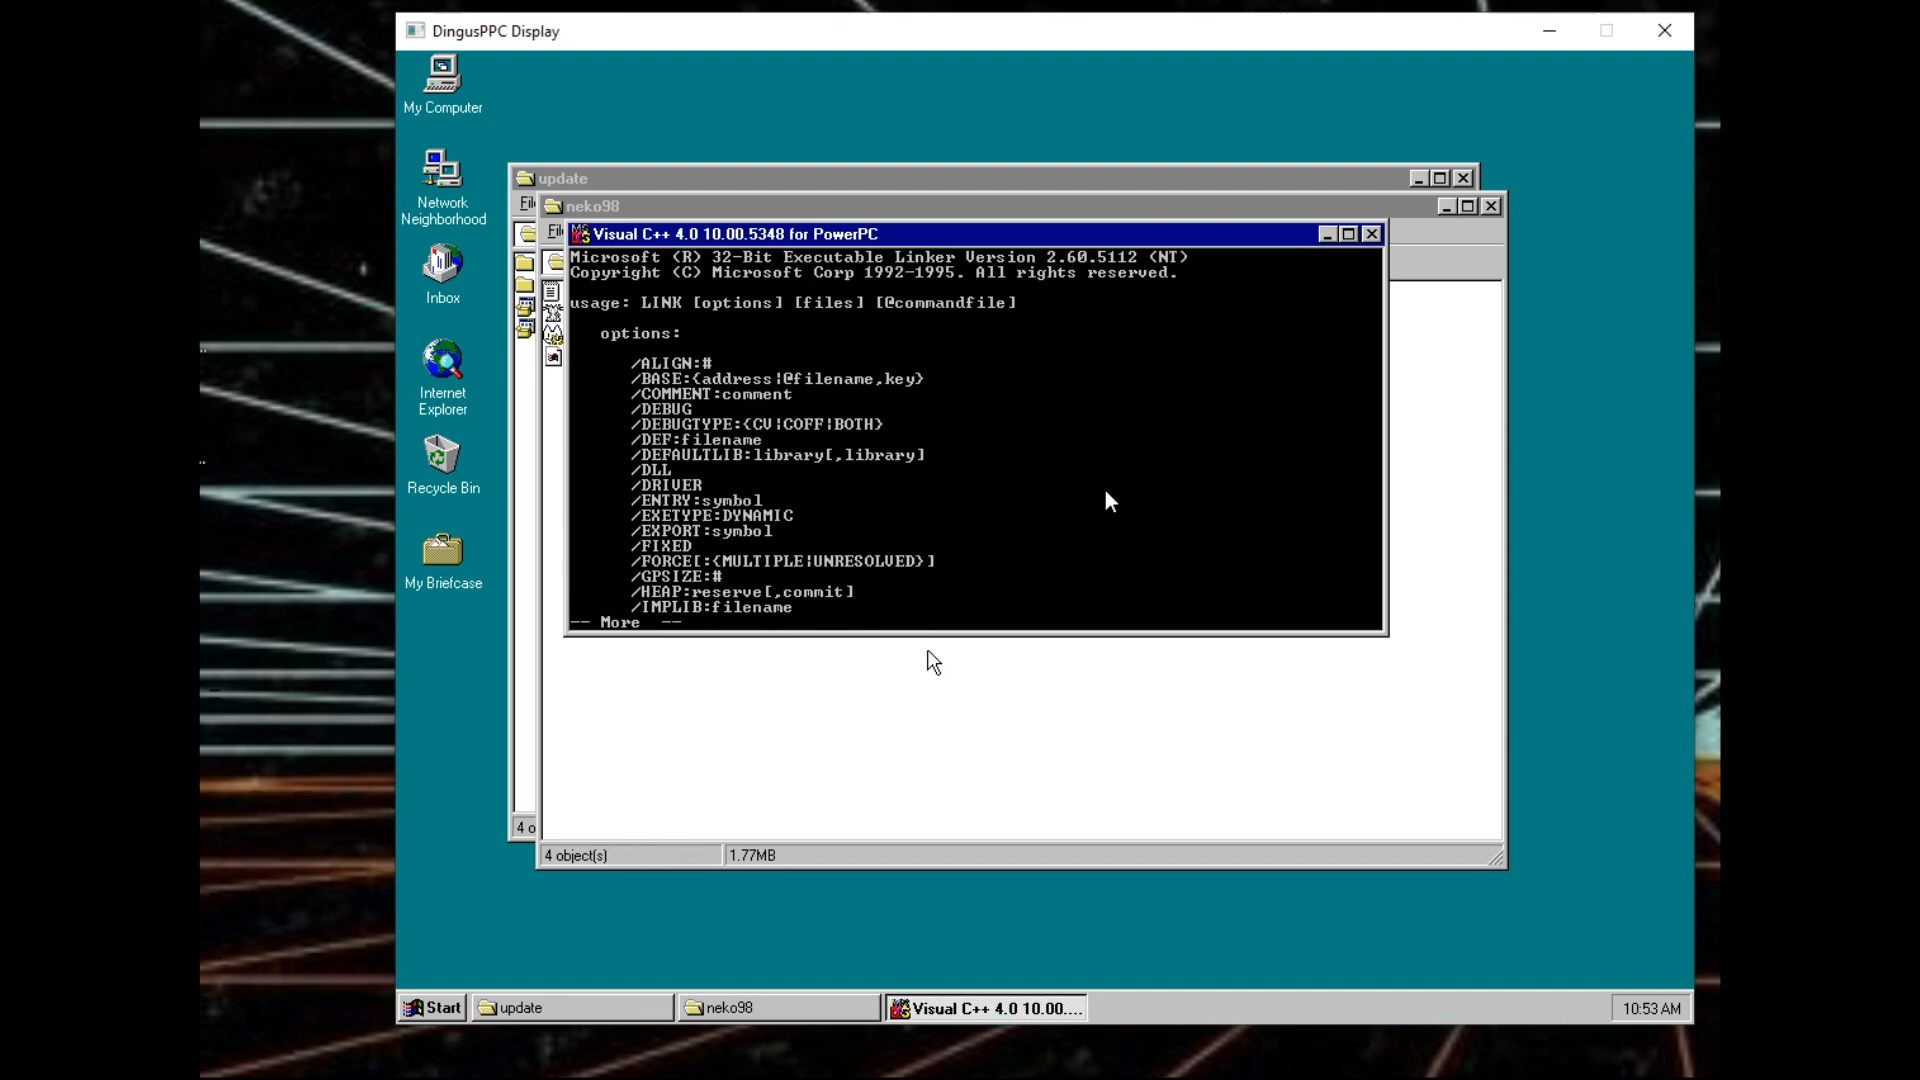 DingusPPC Display
My Computer
Network
Neighborhood
Inbox
Internet
Explorer
Recycle Bin
My Briefcase
update
Fil
neko98
Fil
Visual C++ 4.0 10.00.5348 for PowerPC
Microsoft (R) 32-Bit Executable Linker Version 2.60.5112 (NT)
Copyright (C) Microsoft Corp 1992-1995. All rights reserved.
usage: LINK [options] [files] [@commandfile]
options:
/ALIGN:#
/BASE:{address|@filename,key}
/COMMENT:comment
/DEBUG
/DEBUGTYPE:{CV|COFF|BOTH}
/DEF:filename
/DEFAULTLIB:library[,library]
/DLL
/DRIVER
/ENTRY:symbol
/EXETYPE:DYNAMIC
/EXPORT:symbol
/FIXED
/FORCE[:{MULTIPLE|UNRESOLVED}]
/GPSIZE:#
/HEAP:reserve[,commit]
/IMPLIB:filename
-- More --
4 o
4 object(s) 1.77MB
Start update neko98 Visual C++ 4.0 10.00.... 10:53 AM